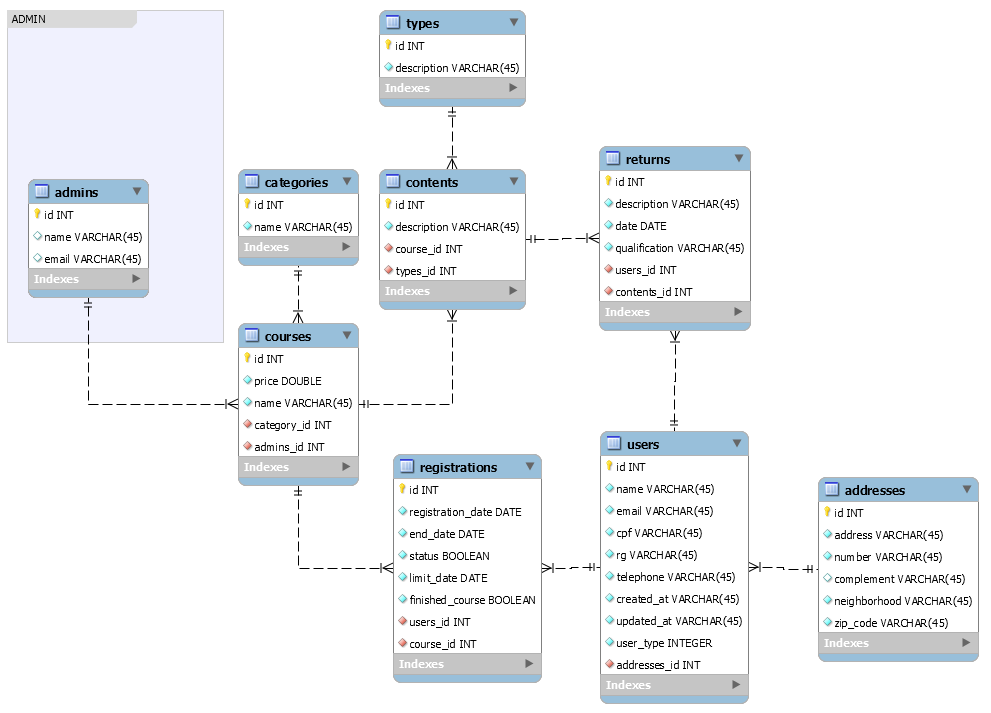 ADMIN
admins
id INT
name VARCHAR(45)
email VARCHAR(45)
Indexes
types
id INT
description VARCHAR(45)
Indexes
categories
id INT
name VARCHAR(45)
Indexes
contents
id INT
description VARCHAR(45)
course_id INT
types_id INT
Indexes
returns
id INT
description VARCHAR(45)
date DATE
qualification VARCHAR(45)
users_id INT
contents_id INT
Indexes
courses
id INT
price DOUBLE
name VARCHAR(45)
category_id INT
admins_id INT
Indexes
registrations
id INT
registration_date DATE
end_date DATE
status BOOLEAN
limit_date DATE
finished_course BOOLEAN
users_id INT
course_id INT
Indexes
users
id INT
name VARCHAR(45)
email VARCHAR(45)
cpf VARCHAR(45)
rg VARCHAR(45)
telephone VARCHAR(45)
created_at VARCHAR(45)
updated_at VARCHAR(45)
user_type INTEGER
addresses_id INT
Indexes
addresses
id INT
address VARCHAR(45)
number VARCHAR(45)
complement VARCHAR(45)
neighborhood VARCHAR(45)
zip_code VARCHAR(45)
Indexes